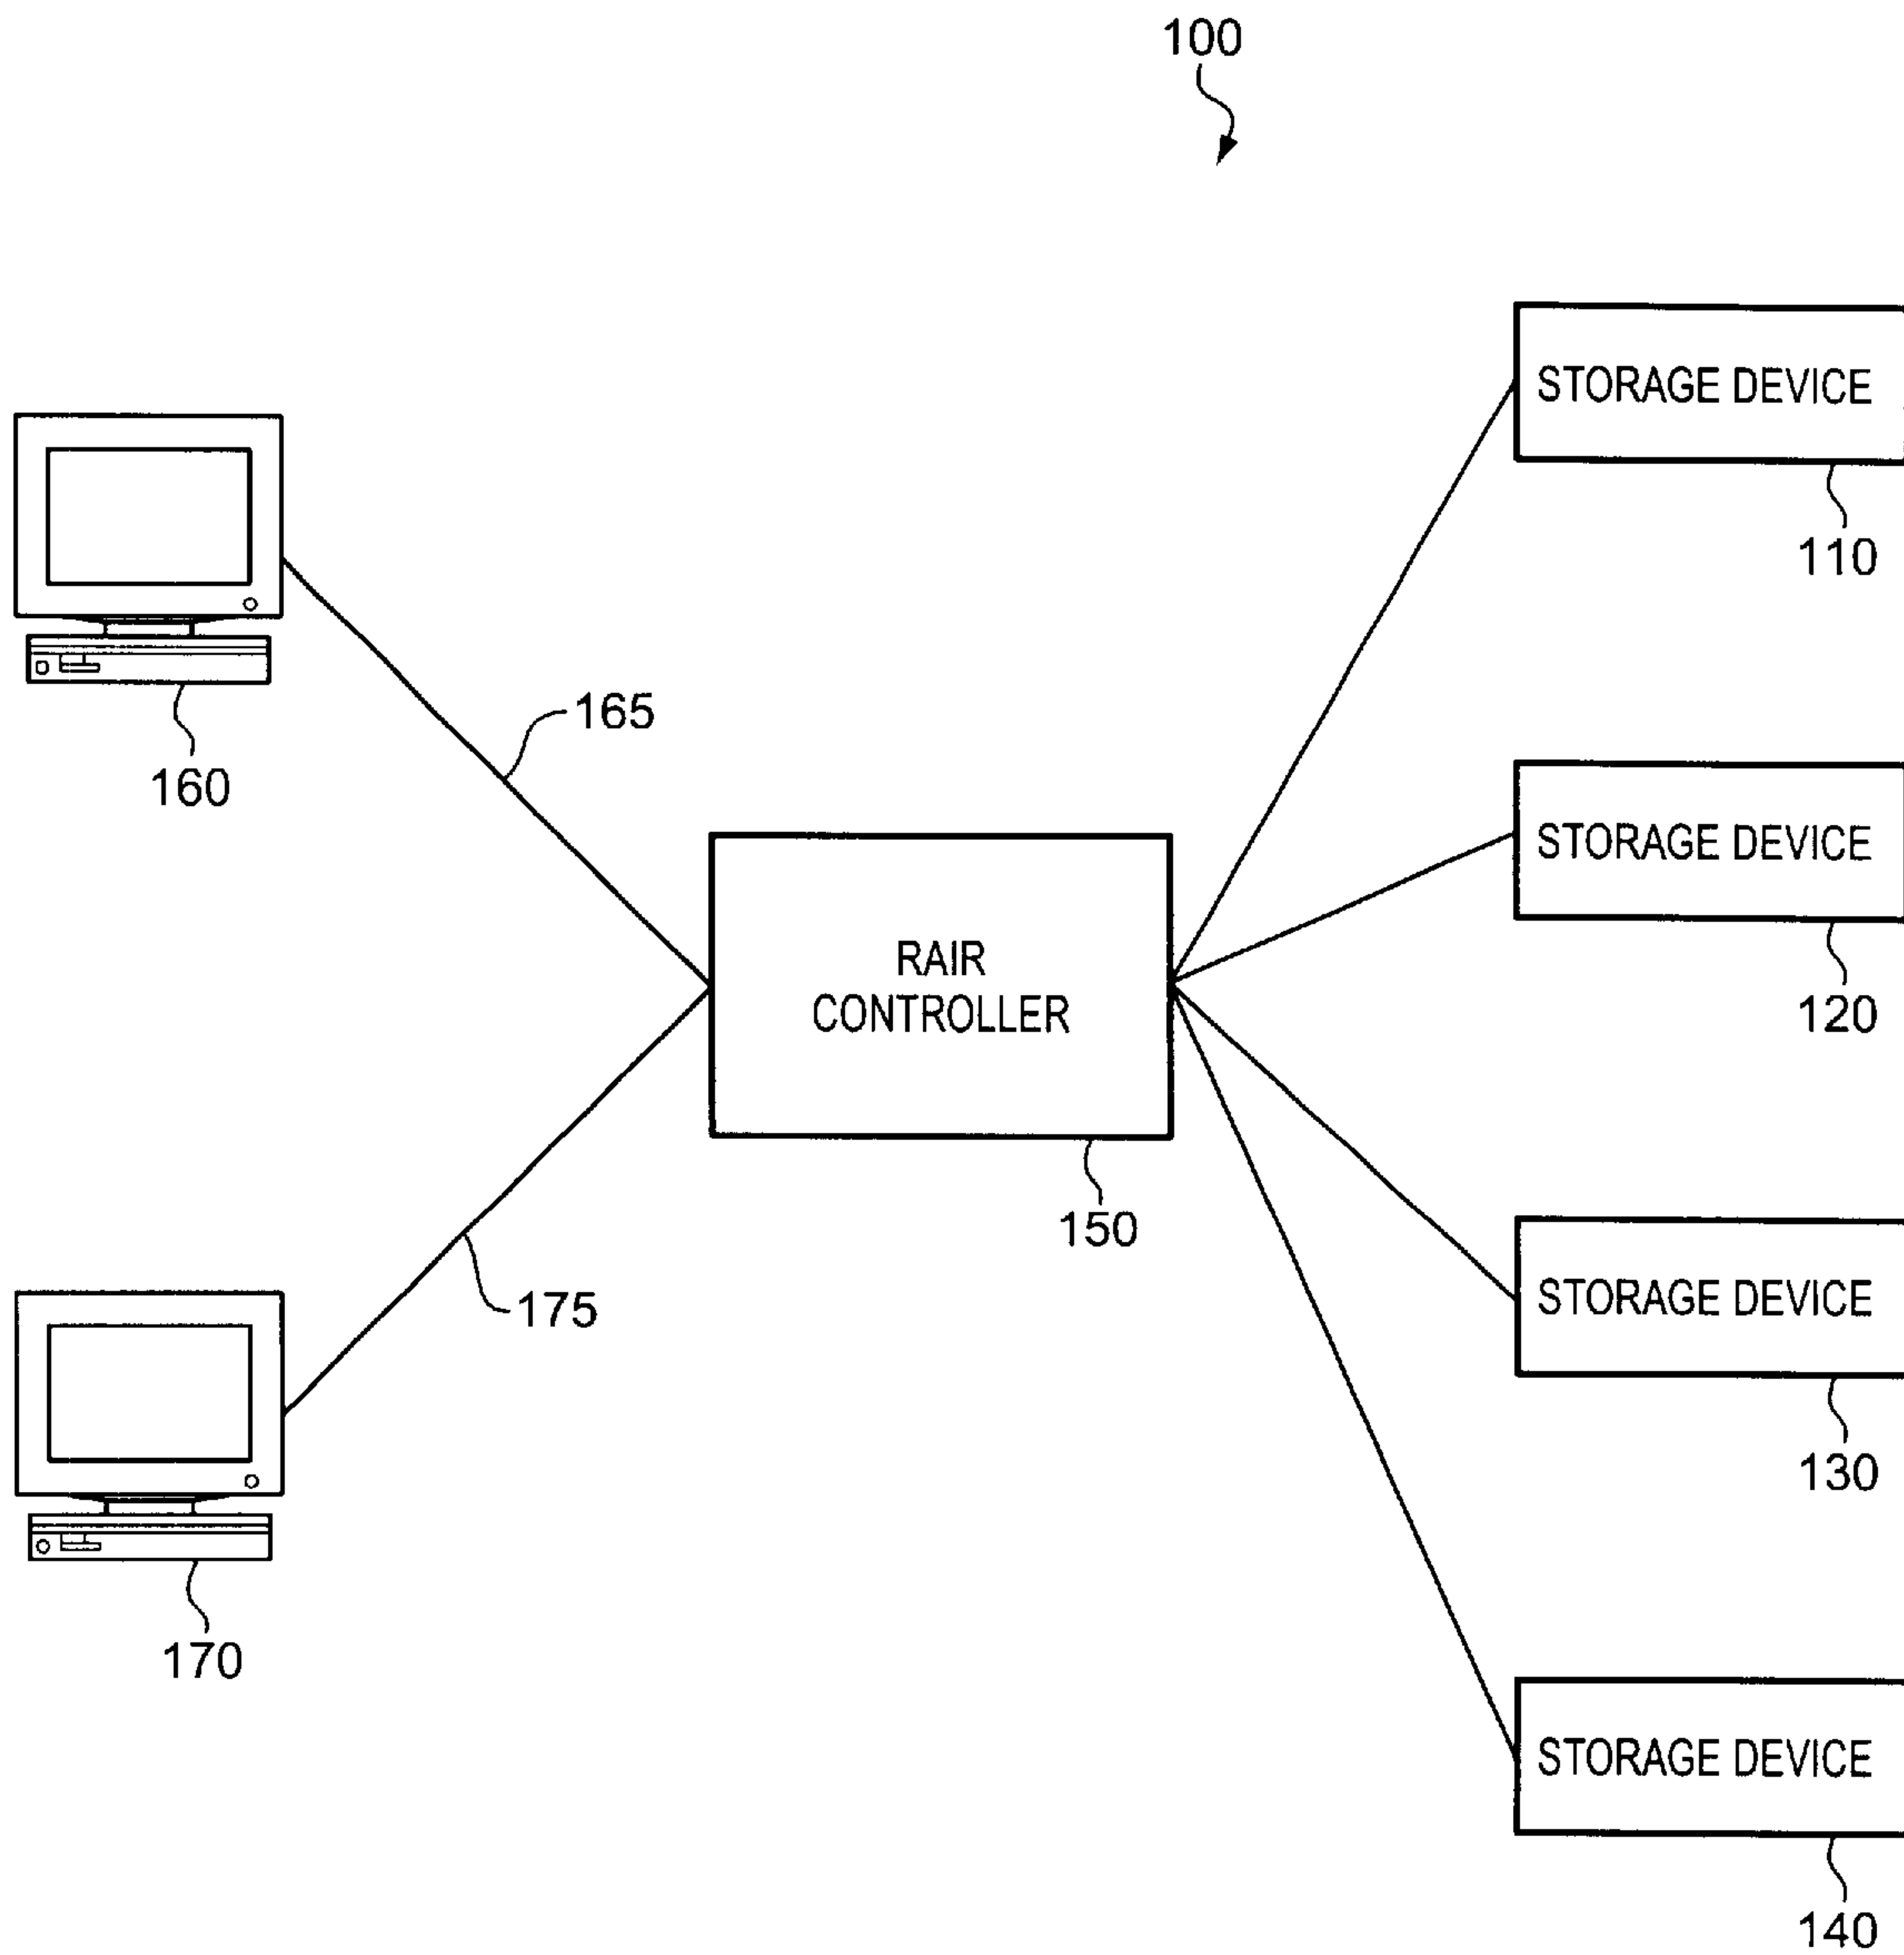 100
STORAGE DEVICE
110
160
165
STORAGE DEVICE
120
RAIR
CONTROLLER
150
175
STORAGE DEVICE
130
170
STORAGE DEVICE
140